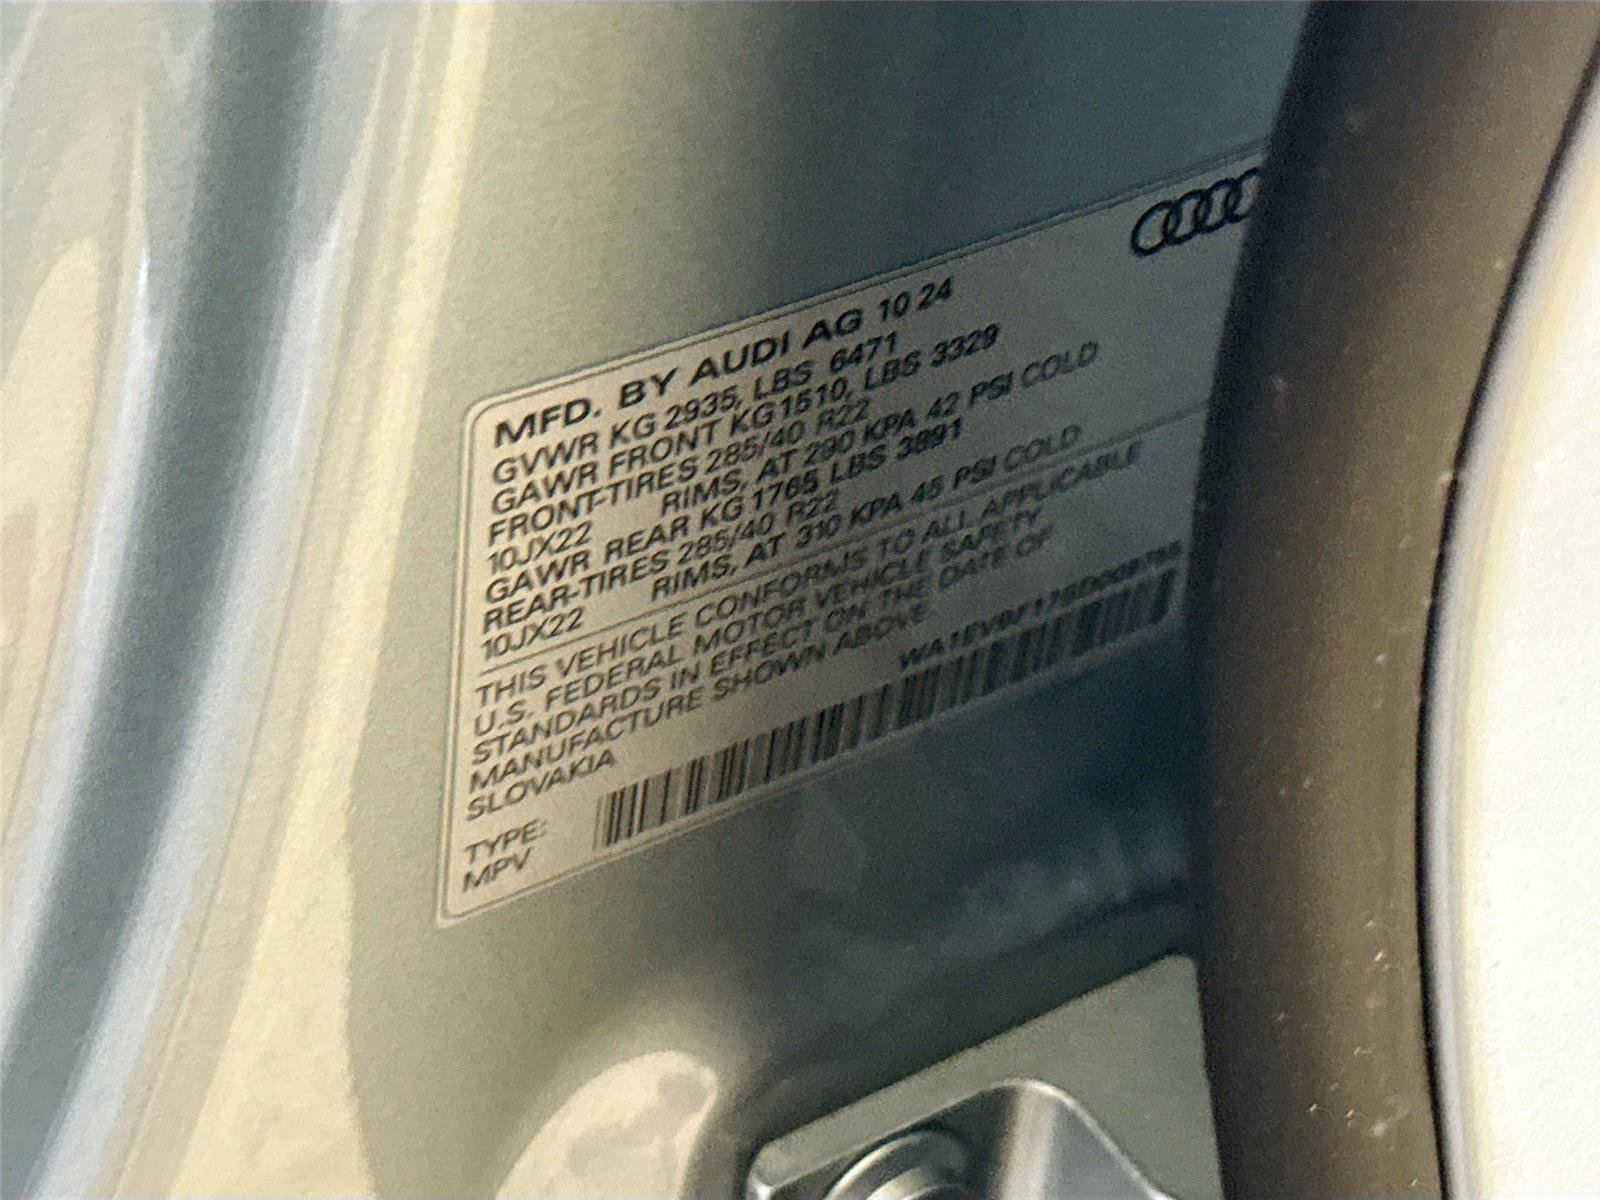 MFD. BY AUDI AG 10 24
GVWR KG 2935, LBS 6471
GAWR FRONT KG 1510, LBS 3329
FRONT-TIRES 285/40 R22
10JX22 RIMS, AT 290 KPA 42 PSI COLD
GAWR REAR KG 1765 LBS 3891
REAR-TIRES 285/40 R22
10JX22 RIMS, AT 310 KPA 45 PSI COLD
THIS VEHICLE CONFORMS TO ALL APPLICABLE
U.S. FEDERAL MOTOR VEHICLE SAFETY
STANDARDS IN EFFECT ON THE DATE OF
MANUFACTURE SHOWN ABOVE
SLOVAKIA
TYPE:
MPV